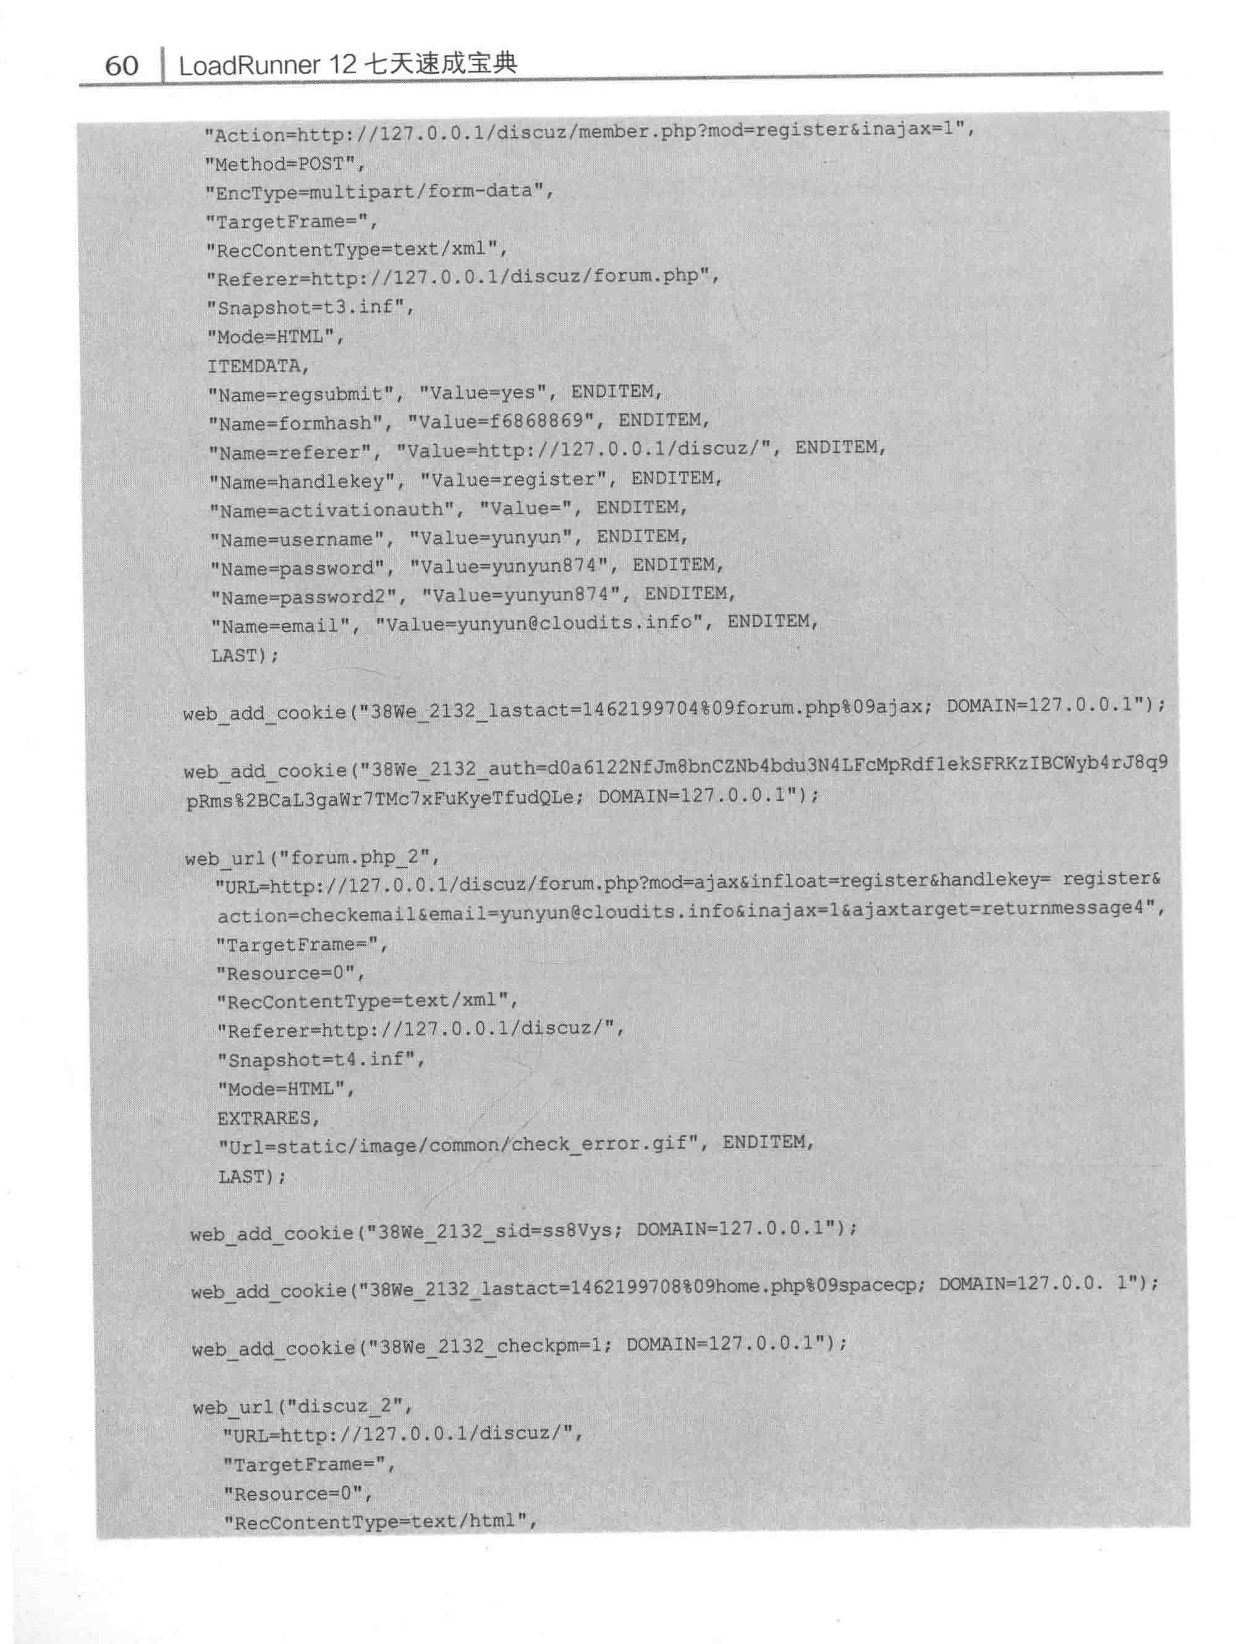 60 LoadRunner 12 七天速成宝典
"Action=http://127.0.0.1/discuz/member.php?mod=register&inajax=1",
"Method=POST",
"EncType=multipart/form-data",
"TargetFrame=",
"RecContentType=text/xml",
"Referer=http://127.0.0.1/discuz/forum.php",
"Snapshot=t3.inf",
"Mode=HTML",
ITEMDATA,
"Name=regsubmit", "Value=yes", ENDITEM,
"Name=formhash", "Value=f6868869", ENDITEM,
"Name=referer", "Value=http://127.0.0.1/discuz/", ENDITEM,
"Name=handlekey", "Value=register", ENDITEM,
"Name=activationauth", "Value=", ENDITEM,
"Name=username", "Value=yunyun", ENDITEM,
"Name=password", "Value=yunyun874", ENDITEM,
"Name=password2", "Value=yunyun874", ENDITEM,
"Name=email", "Value=yunyun@cloudits.info", ENDITEM,
LAST);
web_add_cookie("38We_2132_lastact=1462199704%09forum.php%09ajax; DOMAIN=127.0.0.1");
web_add_cookie("38We_2132_auth=d0a6122NfJm8bnCZNb4bdu3N4LFcMpRdflekSFRKzIBCWyb4rJ8q9
pRms%2BCaL3gaWr7TMc7xFuKyeTfudQLe; DOMAIN=127.0.0.1");
web_url("forum.php_2",
"URL=http://127.0.0.1/discuz/forum.php?mod=ajax&infloat=register&handlekey= register&
action=checkemail&email=yunyun@cloudits.info&inajax=1&ajaxtarget=returnmessage4",
"TargetFrame=",
"Resource=0",
"RecContentType=text/xml",
"Referer=http://127.0.0.1/discuz/",
"Snapshot=t4.inf",
"Mode=HTML",
EXTRARES,
"Url=static/image/common/check_error.gif", ENDITEM,
LAST);
web_add_cookie("38We_2132_sid=ss8Vys; DOMAIN=127.0.0.1");
web_add_cookie("38We_2132_lastact=1462199708%09home.php%09spacecp; DOMAIN=127.0.0. 1");
web_add_cookie("38We_2132_checkpm=1; DOMAIN=127.0.0.1");
web_url("discuz_2",
"URL=http://127.0.0.1/discuz/",
"TargetFrame=",
"Resource=0",
"RecContentType=text/html",